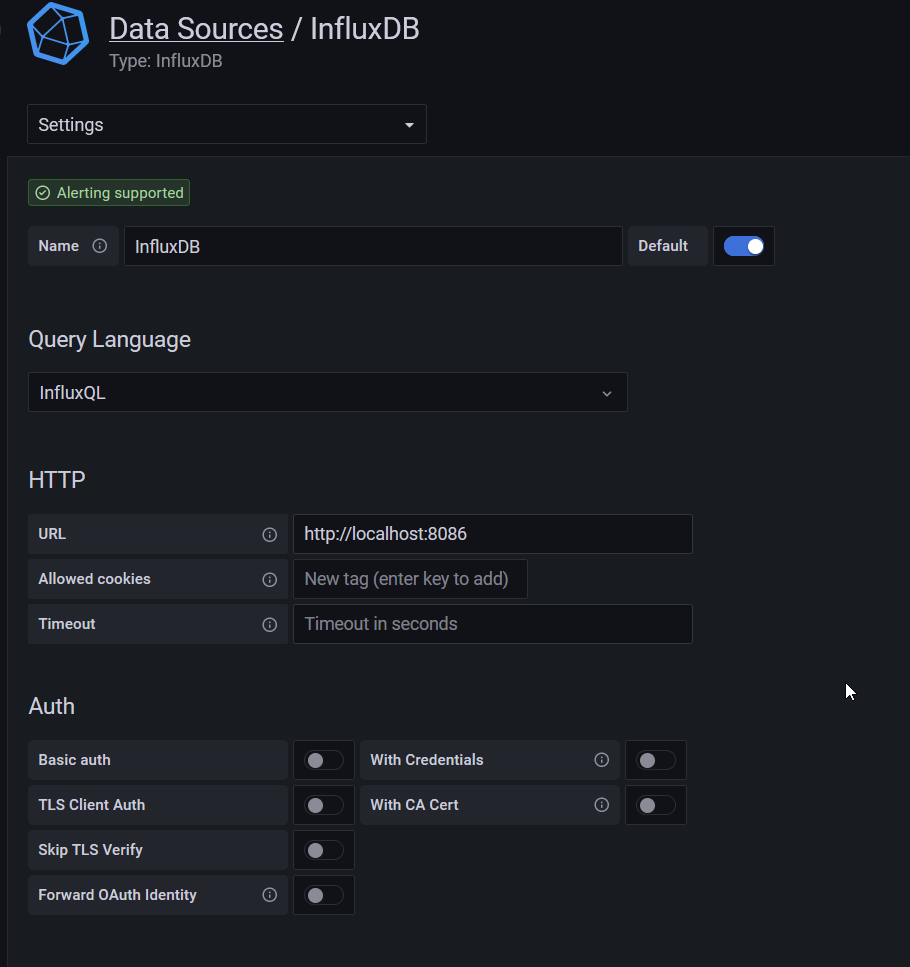 Data Sources / InfluxDB
Type: InfluxDB
Settings
Alerting supported
Name InfluxDB Default
Query Language
InfluxQL
HTTP
URL http://localhost:8086
Allowed cookies New tag (enter key to add)
Timeout Timeout in seconds
Auth
Basic auth With Credentials
TLS Client Auth With CA Cert
Skip TLS Verify
Forward OAuth Identity